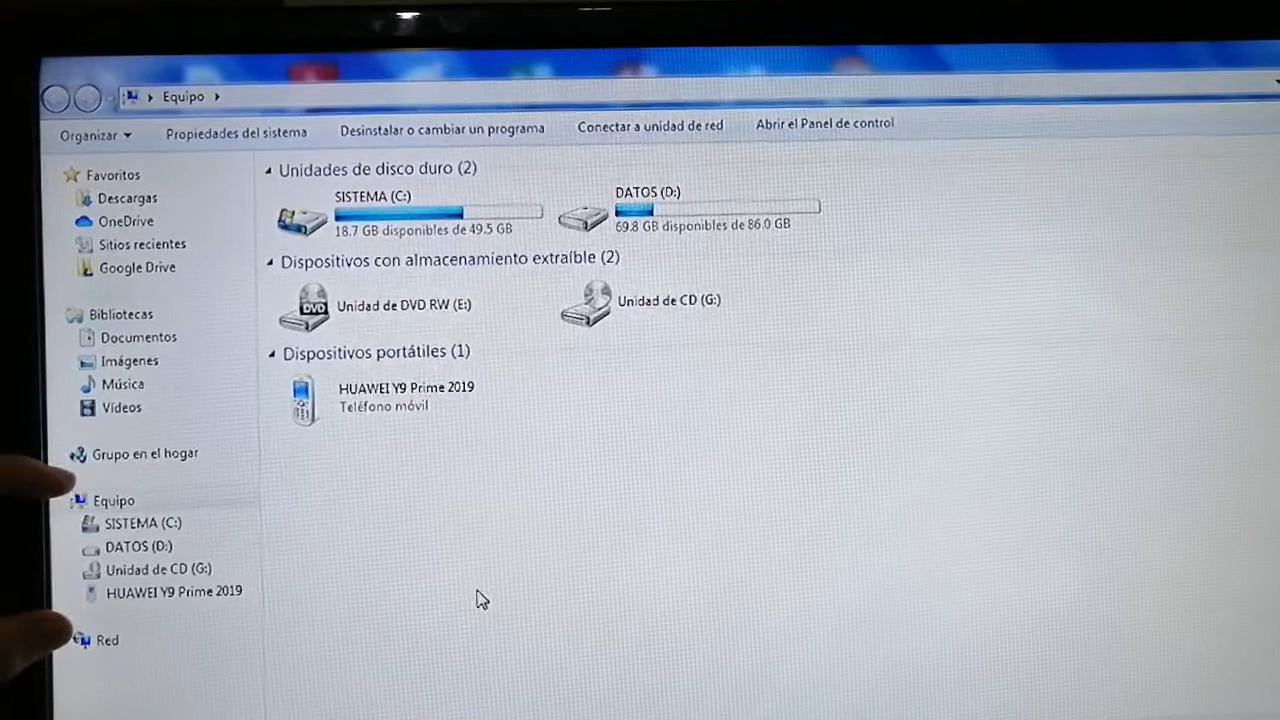 Equipo
Organizar
Propiedades del sistema
Desinstalar o cambiar un programa
Conectar a unidad de red
Abrir el Panel de control
Favoritos
Descargas
OneDrive
Sitios recientes
Google Drive
Bibliotecas
Documentos
Imágenes
Música
Vídeos
Grupo en el hogar
Equipo
SISTEMA (C:)
DATOS (D:)
Unidad de CD (G:)
HUAWEI Y9 Prime 2019
Red
Unidades de disco duro (2)
SISTEMA (C:)
18.7 GB disponibles de 49.5 GB
DATOS (D:)
69.8 GB disponibles de 86.0 GB
Dispositivos con almacenamiento extraíble (2)
DVD
Unidad de DVD RW (E:)
Unidad de CD (G:)
Dispositivos portátiles (1)
HUAWEI Y9 Prime 2019
Teléfono móvil